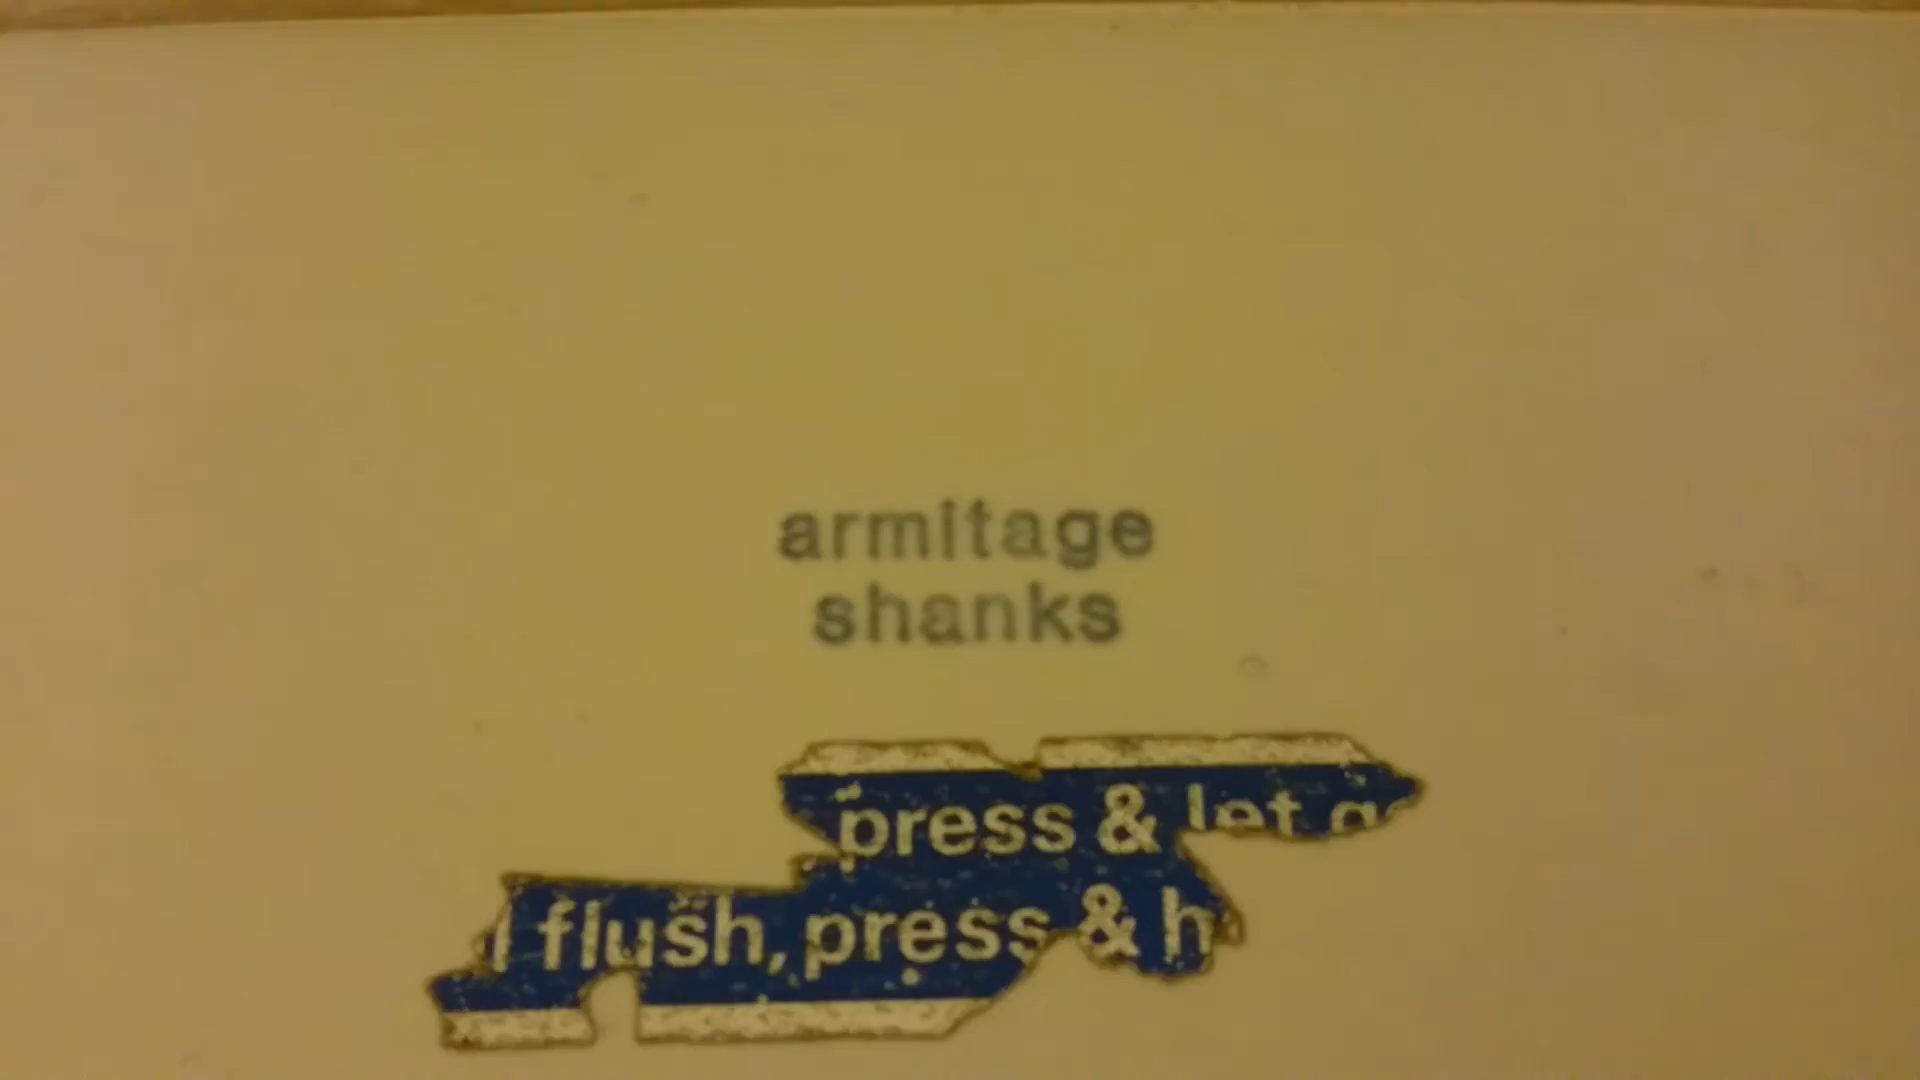 armitage
shanks
press & let g
l flush, press & h